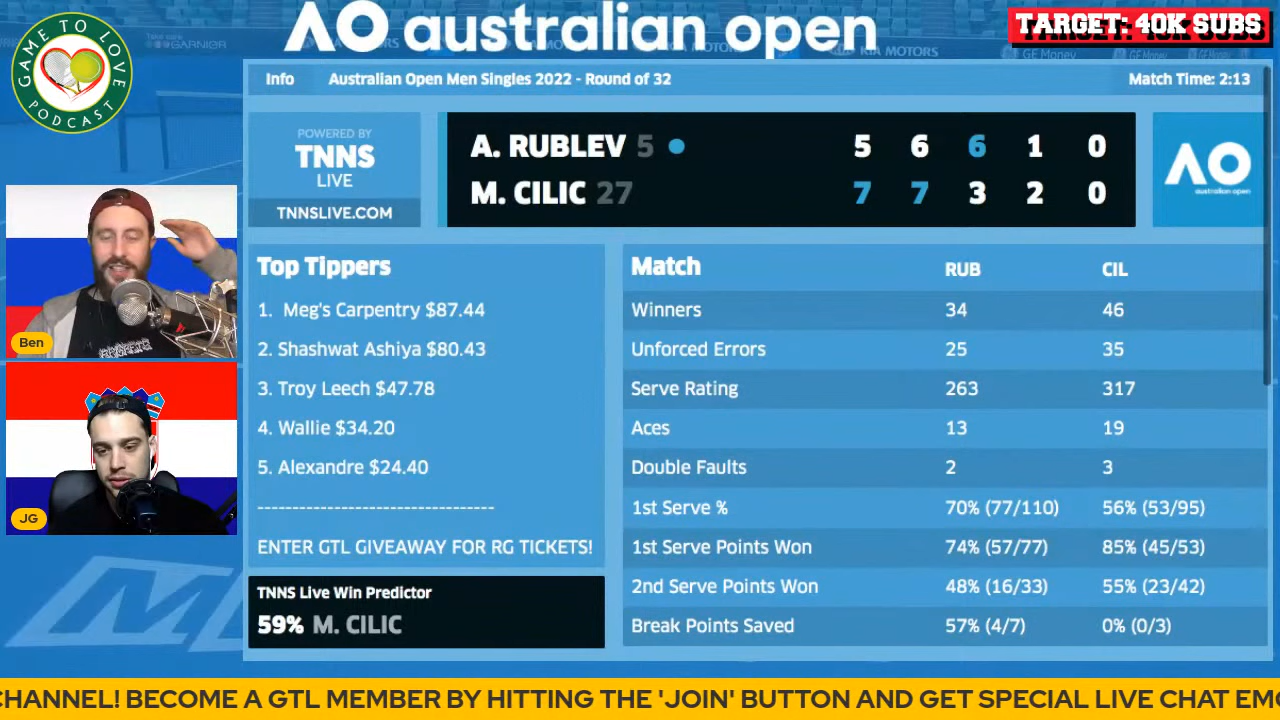 GAME TO LOVE
PODCAST
AO australian open
TARGET: 40K SUBS
KIA MOTORS
Info
Australian Open Men Singles 2022 - Round of 32
Match Time: 2:13
POWERED BY
TNNS
LIVE
TNNSLIVE.COM
A. RUBLEV 5 5 6 6 1 0
M. CILIC 27 7 7 3 2 0
AO
australian open
Top Tippers
1. Meg's Carpentry $87.44
2. Shashwat Ashiya $80.43
3. Troy Leech $47.78
4. Wallie $34.20
5. Alexandre $24.40
----------------------------------
ENTER GTL GIVEAWAY FOR RG TICKETS!
TNNS Live Win Predictor
59% M. CILIC
Match RUB CIL
Winners 34 46
Unforced Errors 25 35
Serve Rating 263 317
Aces 13 19
Double Faults 2 3
1st Serve % 70% (77/110) 56% (53/95)
1st Serve Points Won 74% (57/77) 85% (45/53)
2nd Serve Points Won 48% (16/33) 55% (23/42)
Break Points Saved 57% (4/7) 0% (0/3)
Ben
JG
CHANNEL! BECOME A GTL MEMBER BY HITTING THE 'JOIN' BUTTON AND GET SPECIAL LIVE CHAT EMO